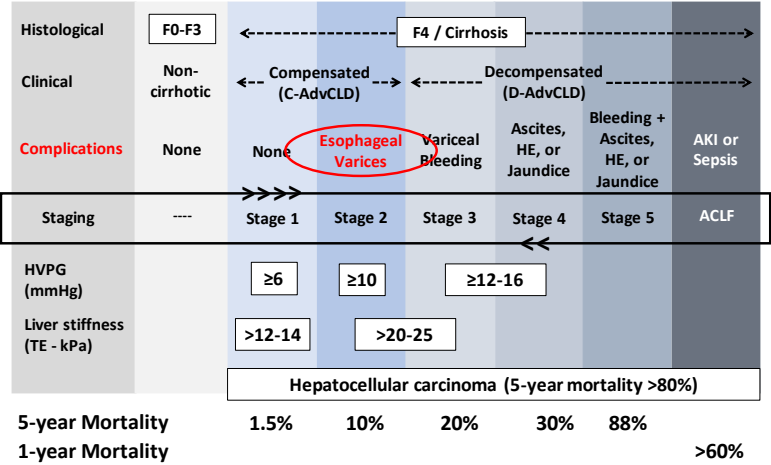 Histological F0-F3 F4 / Cirrhosis
Clinical
Non-
cirrhotic
Compensated
(C-AdvCLD)
Decompensated
(D-AdvCLD)
Complications
None
None
Esophageal
Varices
Variceal
Bleeding
Ascites,
HE, or
Jaundice
Bleeding +
Ascites,
HE, or
Jaundice
AKI or
Sepsis
Staging ---- Stage 1 Stage 2 Stage 3 Stage 4 Stage 5 ACLF
HVPG
(mmHg)
≥6 ≥10 ≥12-16
Liver stiffness
(TE - kPa)
>12-14 >20-25
Hepatocellular carcinoma (5-year mortality >80%)
5-year Mortality 1.5% 10% 20% 30% 88%
1-year Mortality >60%